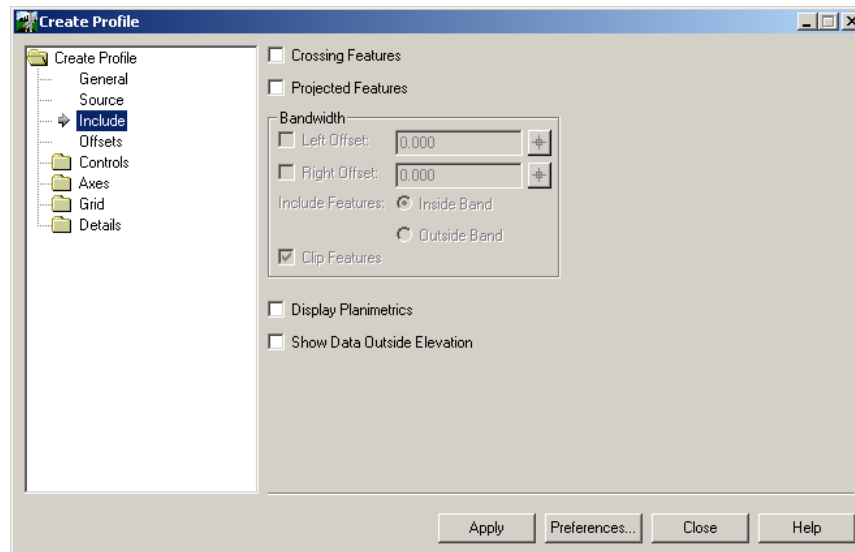 Create Profile
Create Profile
General
Source
Include
Offsets
Controls
Axes
Grid
Details
Crossing Features
Projected Features
Bandwidth
Left Offset: 0.000
Right Offset: 0.000
Include Features: Inside Band
Outside Band
Clip Features
Display Planimetrics
Show Data Outside Elevation
Apply Preferences... Close Help